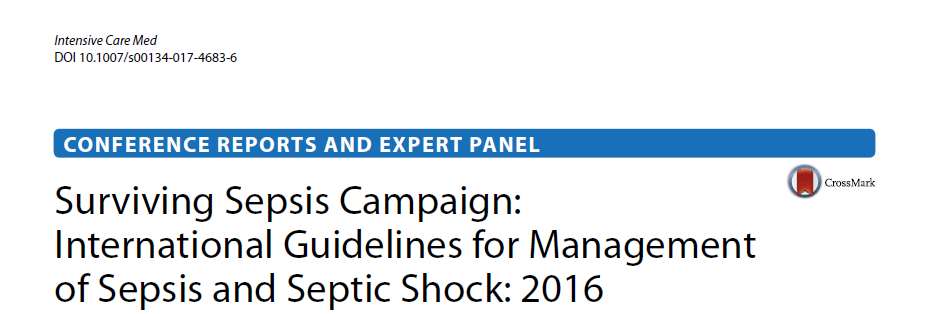 Intensive Care Med
DOI 10.1007/s00134-017-4683-6
CONFERENCE REPORTS AND EXPERT PANEL
CrossMark
Surviving Sepsis Campaign:
International Guidelines for Management
of Sepsis and Septic Shock: 2016